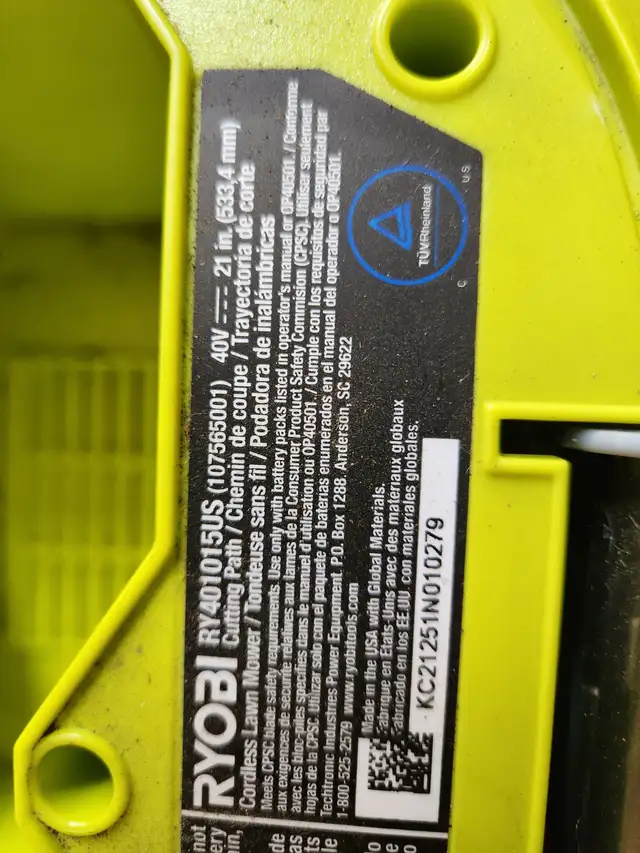 RYOBI RY401015US (107565001) 40V 21 in. (533,4 mm)
Cutting Path / Chemin de coupe / Trayectoria de corte
Cordless Lawn Mower / Tondeuse sans fil / Podadora de inalámbricas
Meets CPSC blade safety requirements. Use only with battery packs listed in operator's manual or OP40501. / Conforme
aux exigences de sécurité relatives aux lames de la Consumer Product Safety Commision (CPSC). Utiliser seulement
avec les bloc-piles spécifiés dans le manuel d'utilisation ou OP40501. / Cumple con los requisitos de seguridad par
hojas de la CPSC. Utilizar solo con el paquete de baterias enumerados en el manual del operador o OP40501.
Techtronic Industries Power Equipment. P.O. Box 1288. Anderson, SC 29622
1-800-525-2579 www.ryobitools.com
Made in the USA with Global Materials.
Fabriqué en États-Unis avec des matériaux globaux
Fabricado en los EE.UU. con materiales globales.
KC21251N010279
TÜVRheinland
C US
not
ery